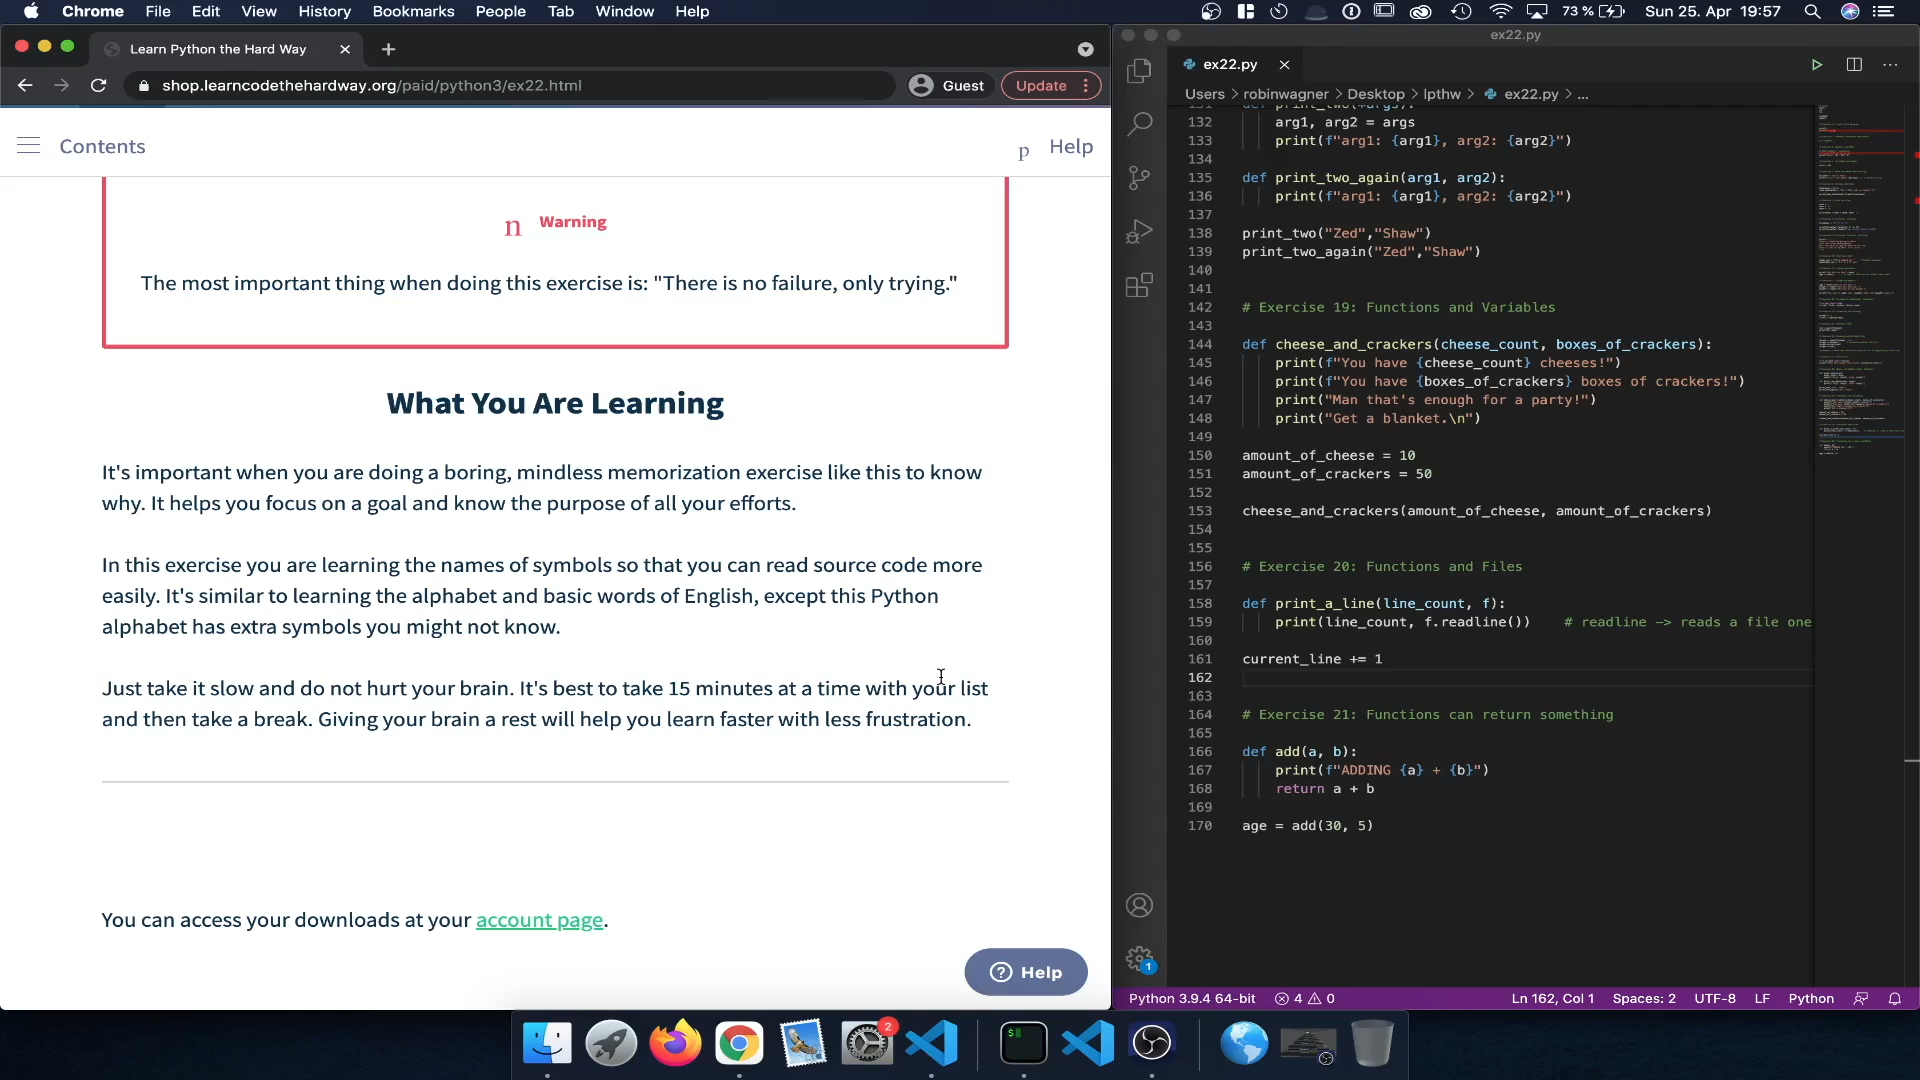 Chrome File Edit View History Bookmarks People Tab Window Help
73 % Sun 25. Apr 19:57
Learn Python the Hard Way
shop.learncodethehardway.org/paid/python3/ex22.html
Guest
Update
Contents
p Help
n Warning
The most important thing when doing this exercise is: "There is no failure, only trying."
What You Are Learning
It's important when you are doing a boring, mindless memorization exercise like this to know
why. It helps you focus on a goal and know the purpose of all your efforts.
In this exercise you are learning the names of symbols so that you can read source code more
easily. It's similar to learning the alphabet and basic words of English, except this Python
alphabet has extra symbols you might not know.
Just take it slow and do not hurt your brain. It's best to take 15 minutes at a time with your list
and then take a break. Giving your brain a rest will help you learn faster with less frustration.
You can access your downloads at your account page.
Help
ex22.py
ex22.py
Users > robinwagner > Desktop > lpthw > ex22.py > ...
131 def print_two(*args):
132 arg1, arg2 = args
133 print(f"arg1: {arg1}, arg2: {arg2}")
134
135 def print_two_again(arg1, arg2):
136 print(f"arg1: {arg1}, arg2: {arg2}")
137
138 print_two("Zed","Shaw")
139 print_two_again("Zed","Shaw")
140
141
142 # Exercise 19: Functions and Variables
143
144 def cheese_and_crackers(cheese_count, boxes_of_crackers):
145 print(f"You have {cheese_count} cheeses!")
146 print(f"You have {boxes_of_crackers} boxes of crackers!")
147 print("Man that's enough for a party!")
148 print("Get a blanket.\n")
149
150 amount_of_cheese = 10
151 amount_of_crackers = 50
152
153 cheese_and_crackers(amount_of_cheese, amount_of_crackers)
154
155
156 # Exercise 20: Functions and Files
157
158 def print_a_line(line_count, f):
159 print(line_count, f.readline()) # readline -> reads a file one
160
161 current_line += 1
162
163
164 # Exercise 21: Functions can return something
165
166 def add(a, b):
167 print(f"ADDING {a} + {b}")
168 return a + b
169
170 age = add(30, 5)
1
Python 3.9.4 64-bit 4 0 Ln 162, Col 1 Spaces: 2 UTF-8 LF Python
2
$